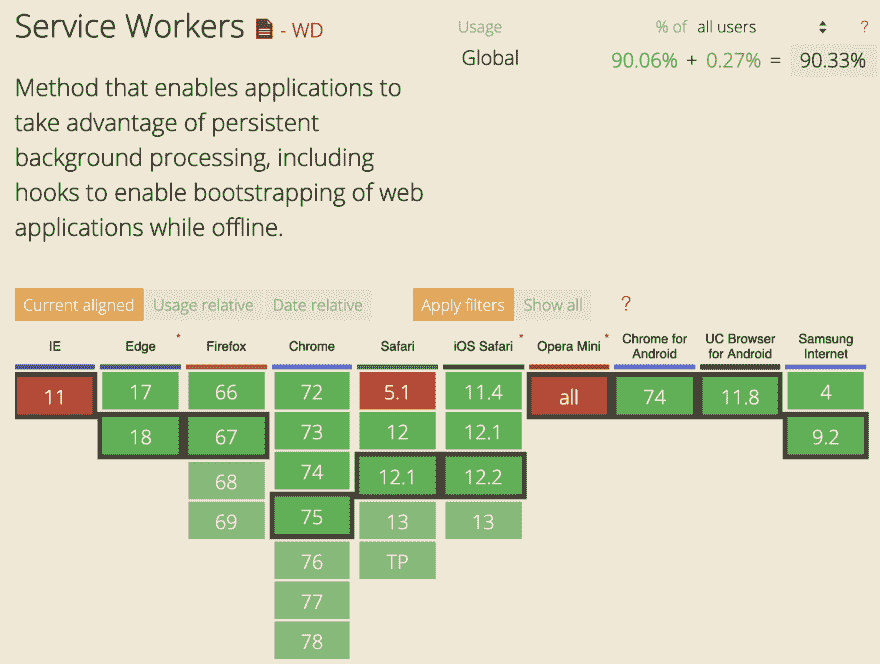 Service Workers - WD
Usage % of all users ?
Global 90.06% + 0.27% = 90.33%
Method that enables applications to
take advantage of persistent
background processing, including
hooks to enable bootstrapping of web
applications while offline.
Current aligned Usage relative Date relative Apply filters Show all ?
IE Edge * Firefox Chrome Safari iOS Safari * Opera Mini * Chrome for Android UC Browser for Android Samsung Internet
11 17 66 72 5.1 11.4 all 74 11.8 4
18 67 73 12 12.1 9.2
68 74 12.1 12.2
69 75 13 13
76 TP
77
78